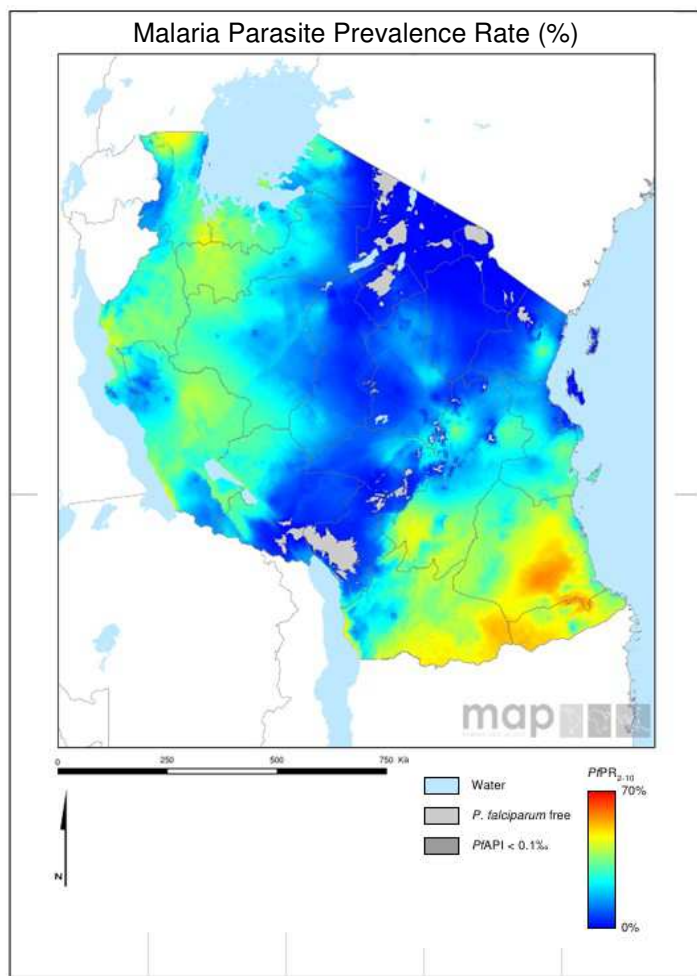 Malaria Parasite Prevalence Rate (%)
map
0 250 500 750 Km
Water
P. falciparum free
PfAPI < 0.1‰
PfPR2-10
70%
0%
N